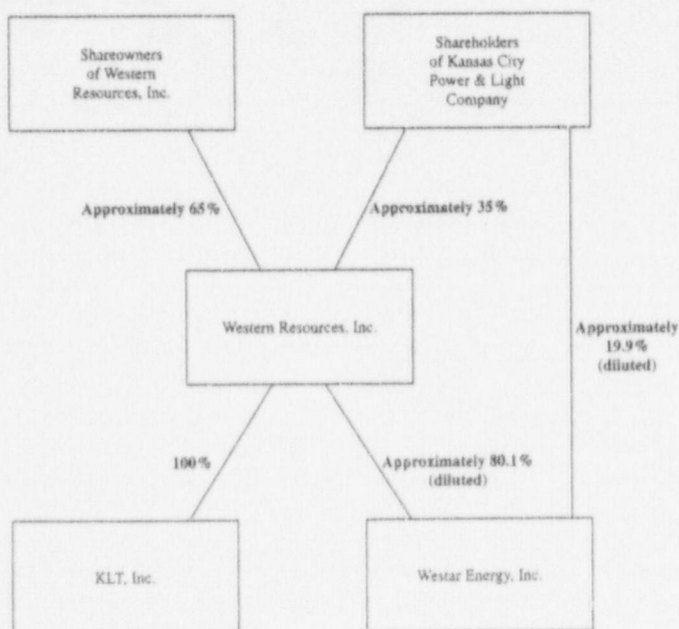 Shareowners
of Western
Resources, Inc.
Shareholders
of Kansas City
Power & Light
Company
Approximately 65%
Approximately 35%
Western Resources, Inc.
Approximately
19.9%
(diluted)
100%
Approximately 80.1%
(diluted)
KLT, Inc.
Westar Energy, Inc.